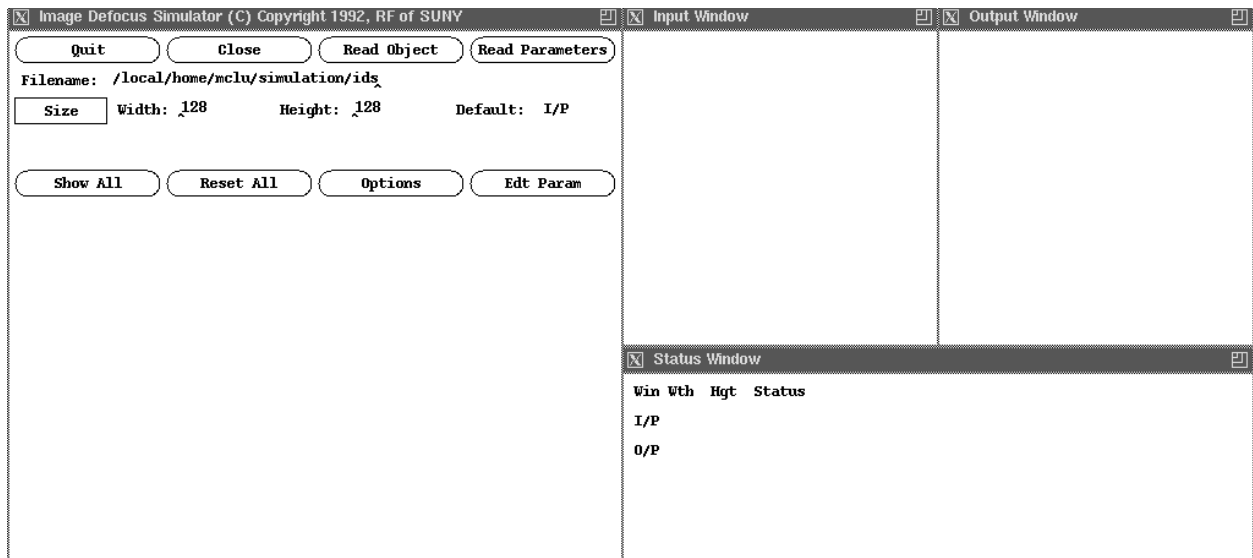 Image Defocus Simulator (C) Copyright 1992, RF of SUNY
Quit Close Read Object Read Parameters
Filename: /local/home/mclu/simulation/ids
Size Width: 128 Height: 128 Default: I/P
Show All Reset All Options Edt Param
Input Window
Output Window
Status Window
Win Wth Hgt Status
I/P
O/P